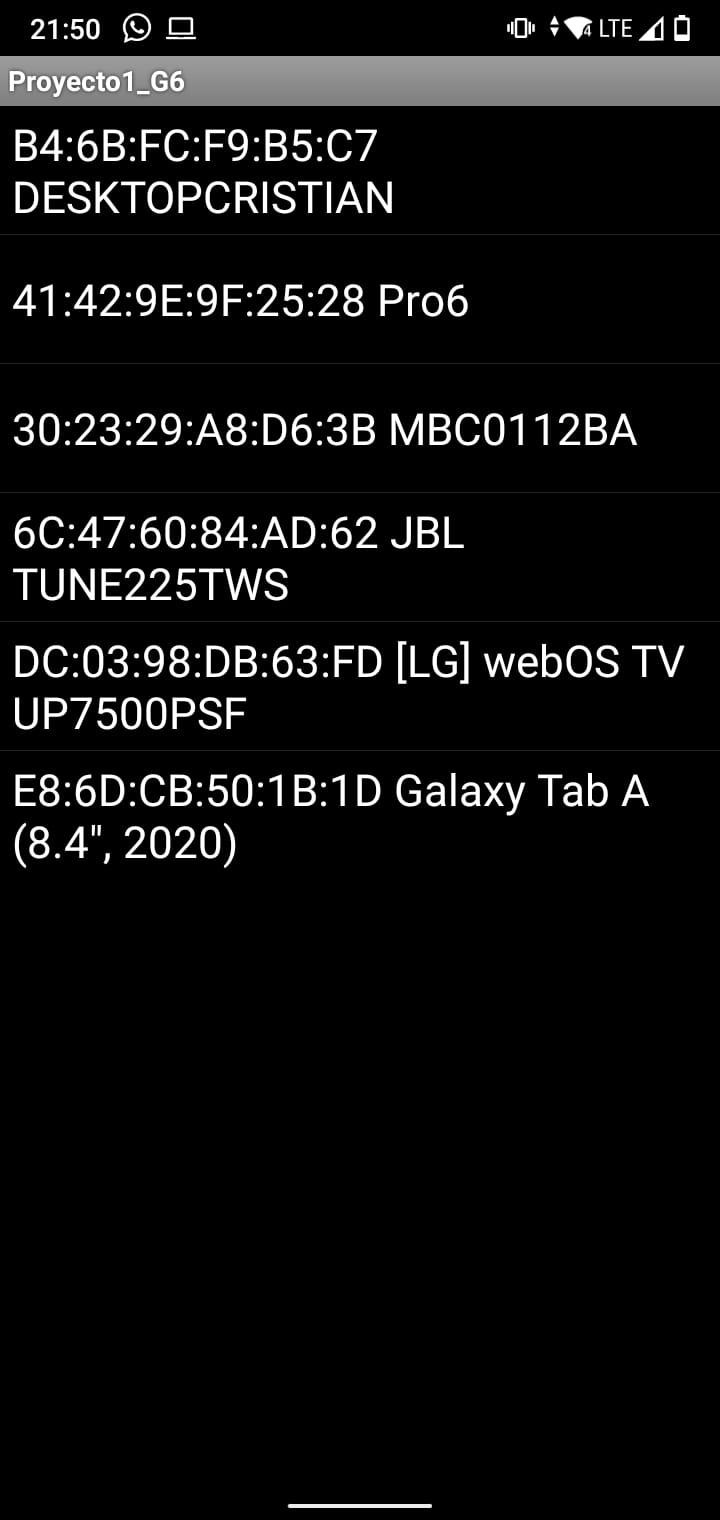 21:50 LTE
Proyecto1_G6
B4:6B:FC:F9:B5:C7
DESKTOPCRISTIAN
41:42:9E:9F:25:28 Pro6
30:23:29:A8:D6:3B MBC0112BA
6C:47:60:84:AD:62 JBL
TUNE225TWS
DC:03:98:DB:63:FD [LG] webOS TV
UP7500PSF
E8:6D:CB:50:1B:1D Galaxy Tab A
(8.4", 2020)